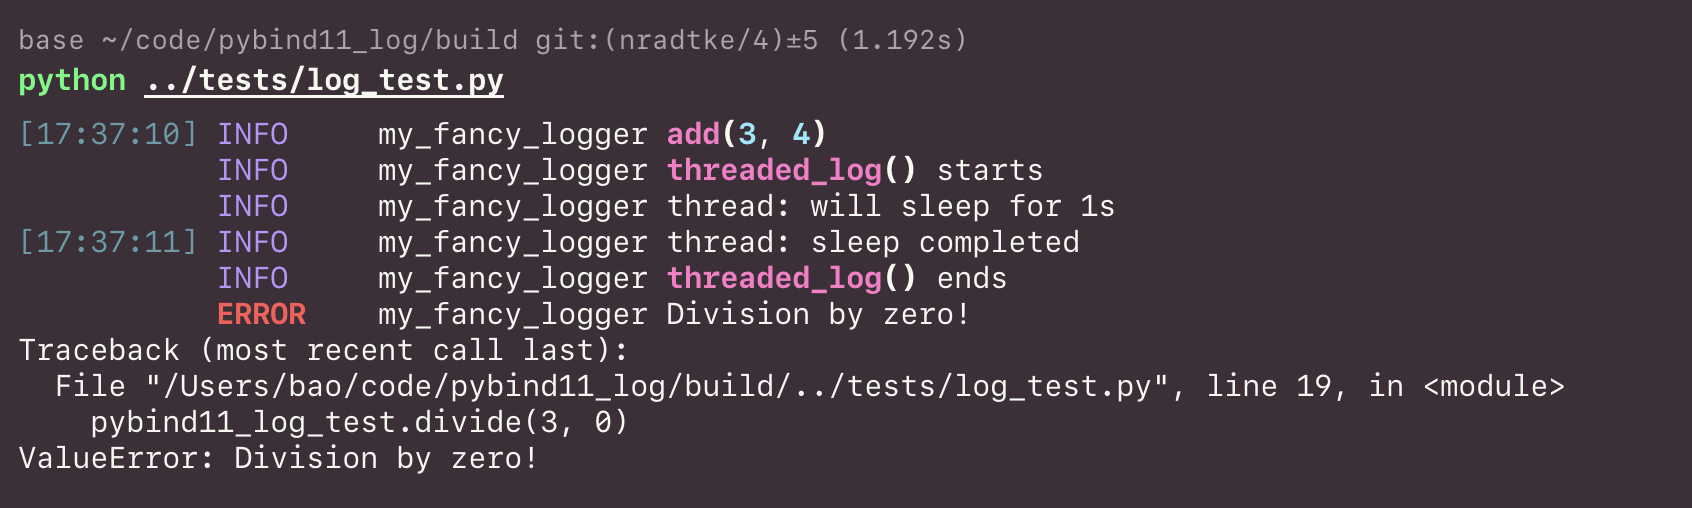 base ~/code/pybind11_log/build git:(nradtke/4)±5 (1.192s)
python ../tests/log_test.py
[17:37:10] INFO     my_fancy_logger add(3, 4)
           INFO     my_fancy_logger threaded_log() starts
           INFO     my_fancy_logger thread: will sleep for 1s
[17:37:11] INFO     my_fancy_logger thread: sleep completed
           INFO     my_fancy_logger threaded_log() ends
           ERROR    my_fancy_logger Division by zero!
Traceback (most recent call last):
  File "/Users/bao/code/pybind11_log/build/../tests/log_test.py", line 19, in <module>
    pybind11_log_test.divide(3, 0)
ValueError: Division by zero!